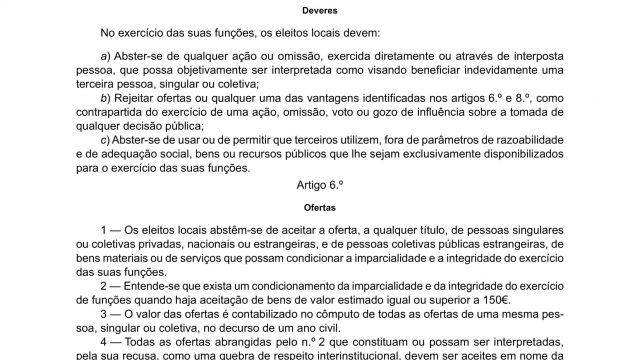 Deveres
No exercício das suas funções, os eleitos locais devem:
a) Abster-se de qualquer ação ou omissão, exercida diretamente ou através de interposta
pessoa, que possa objetivamente ser interpretada como visando beneficiar indevidamente uma
terceira pessoa, singular ou coletiva;
b) Rejeitar ofertas ou qualquer uma das vantagens identificadas nos artigos 6.º e 8.º, como
contrapartida do exercício de uma ação, omissão, voto ou gozo de influência sobre a tomada de
qualquer decisão pública;
c) Abster-se de usar ou de permitir que terceiros utilizem, fora de parâmetros de razoabilidade
e de adequação social, bens ou recursos públicos que lhe sejam exclusivamente disponibilizados
para o exercício das suas funções.
Artigo 6.º
Ofertas
1 — Os eleitos locais abstêm-se de aceitar a oferta, a qualquer título, de pessoas singulares
ou coletivas privadas, nacionais ou estrangeiras, e de pessoas coletivas públicas estrangeiras, de
bens materiais ou de serviços que possam condicionar a imparcialidade e a integridade do exercício
das suas funções.
2 — Entende-se que exista um condicionamento da imparcialidade e da integridade do exercício
de funções quando haja aceitação de bens de valor estimado igual ou superior a 150€.
3 — O valor das ofertas é contabilizado no cômputo de todas as ofertas de uma mesma pes-
soa, singular ou coletiva, no decurso de um ano civil.
4 — Todas as ofertas abrangidas pelo n.º 2 que constituam ou possam ser interpretadas,
pela sua recusa, como uma quebra de respeito interinstitucional, devem ser aceites em nome da